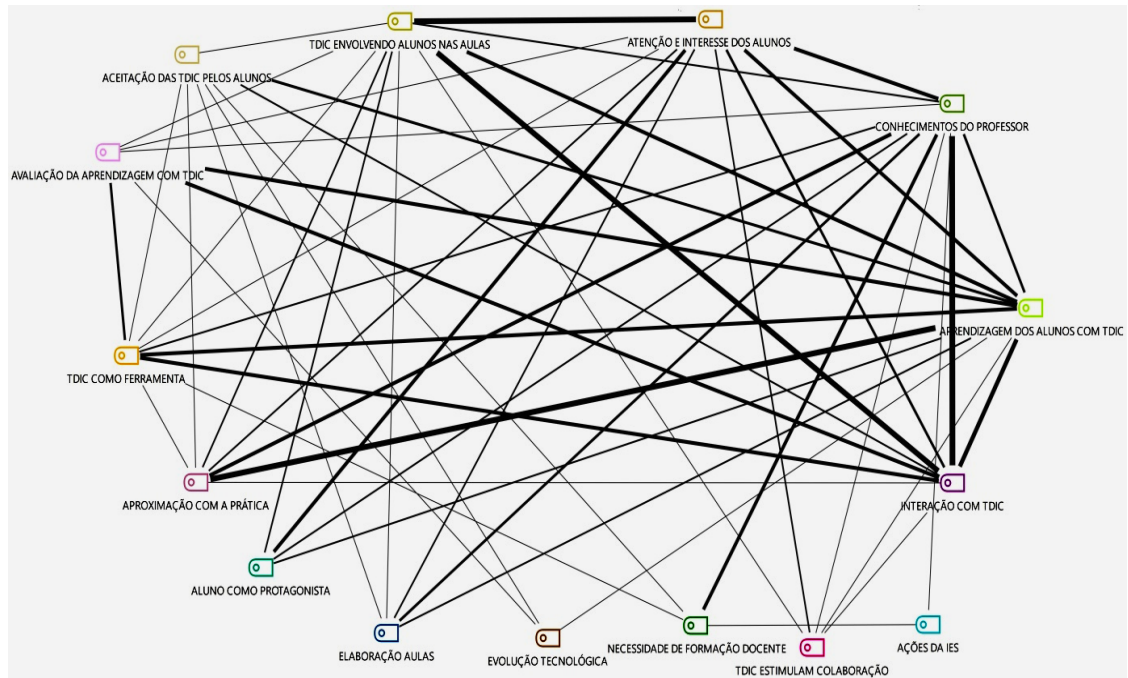 TDIC ENVOLVENDO ALUNOS NAS AULAS
ATENÇÃO E INTERESSE DOS ALUNOS
ACEITAÇÃO DAS TDIC PELOS ALUNOS
CONHECIMENTOS DO PROFESSOR
AVALIAÇÃO DA APRENDIZAGEM COM TDIC
APRENDIZAGEM DOS ALUNOS COM TDIC
TDIC COMO FERRAMENTA
APROXIMAÇÃO COM A PRÁTICA
INTERAÇÃO COM TDIC
ALUNO COMO PROTAGONISTA
ELABORAÇÃO AULAS
EVOLUÇÃO TECNOLÓGICA
NECESSIDADE DE FORMAÇÃO DOCENTE
AÇÕES DA IES
TDIC ESTIMULAM COLABORAÇÃO